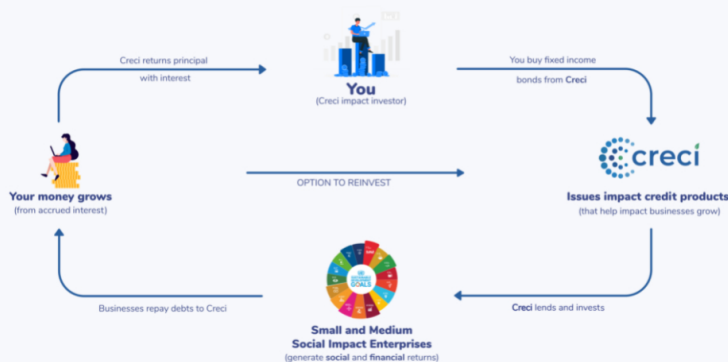 Creci returns principal
with interest
You
(Creci impact investor)
You buy fixed income
bonds from Creci
creci
Your money grows
(from accrued interest)
OPTION TO REINVEST
Issues impact credit products
(that help impact businesses grow)
Businesses repay debts to Creci
GOALS
Creci lends and invests
Small and Medium
Social Impact Enterprises
(generate social and financial returns)